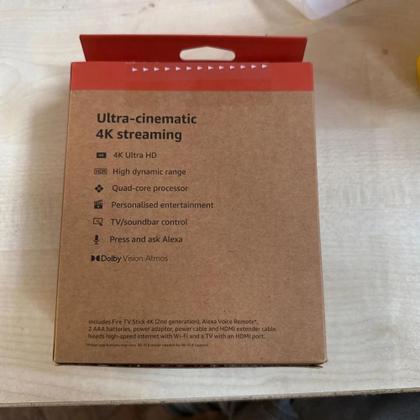 Ultra-cinematic
4K streaming
4K Ultra HD
HDR High dynamic range
Quad-core processor
Personalised entertainment
TV/soundbar control
Press and ask Alexa
Dolby Vision·Atmos
Includes Fire TV Stick 4K (2nd generation), Alexa Voice Remote*,
2 AAA batteries, power adaptor, power cable and HDMI extender cable.
Needs high-speed internet with Wi-Fi and a TV with an HDMI port.